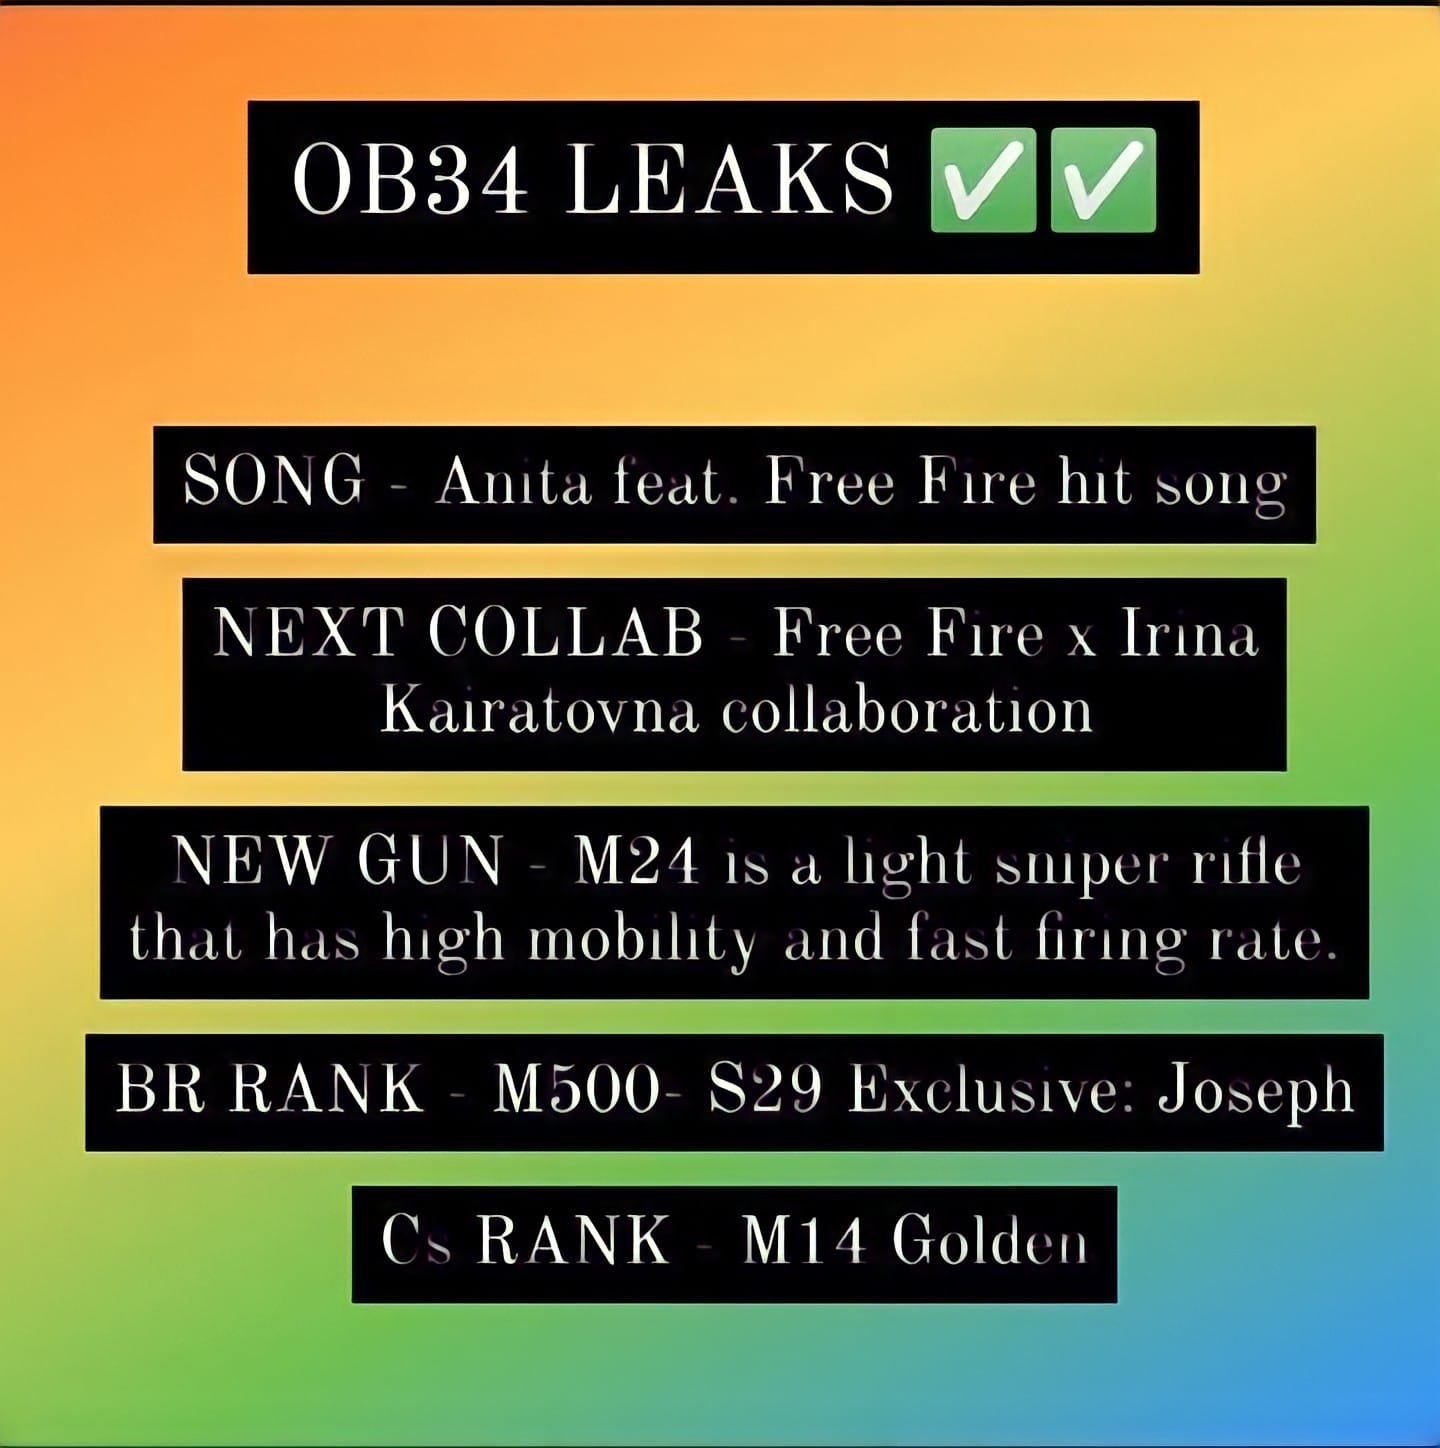 OB34 LEAKS ✅✅
SONG - Anita feat. Free Fire hit song
NEXT COLLAB - Free Fire x Irina
Kairatovna collaboration
NEW GUN - M24 is a light sniper rifle
that has high mobility and fast firing rate.
BR RANK - M500- S29 Exclusive: Joseph
Cs RANK - M14 Golden